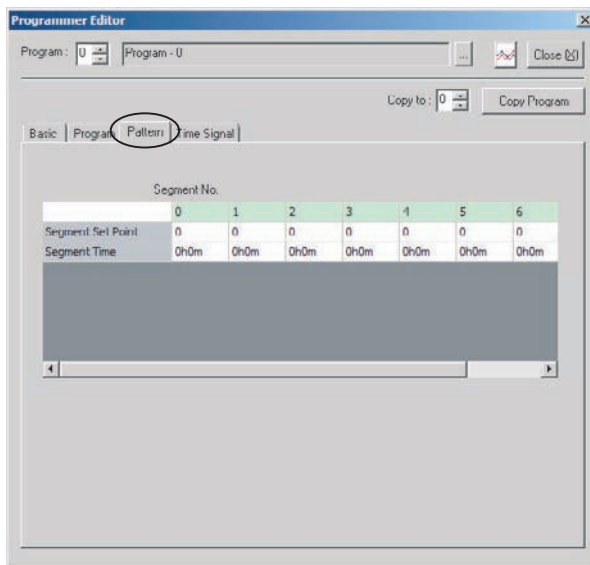 Programmer Editor
Program : 0 Program - 0 ... Close (X)
Copy to : 0 Copy Program
Basic Program Pattern Time Signal
Segment No.
0 1 2 3 4 5 6
Segment Set Point 0 0 0 0 0 0 0
Segment Time 0h0m 0h0m 0h0m 0h0m 0h0m 0h0m 0h0m